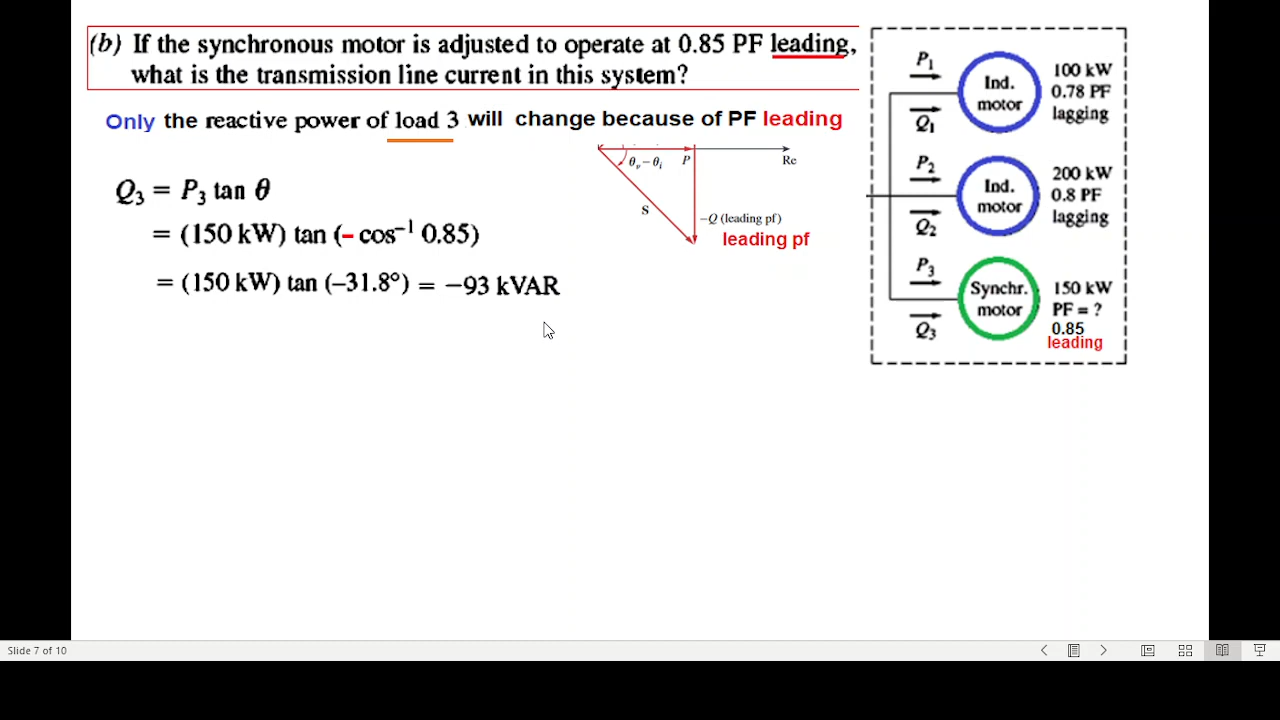 (b) If the synchronous motor is adjusted to operate at 0.85 PF leading,
what is the transmission line current in this system?
Only the reactive power of load 3 will change because of PF leading
Q3 = P3 tan θ
= (150 kW) tan (– cos⁻¹ 0.85)
= (150 kW) tan (–31.8°) = −93 kVAR
θv − θi
P
Re
S
−Q (leading pf)
leading pf
P1
Q1
Ind.
motor
100 kW
0.78 PF
lagging
P2
Q2
Ind.
motor
200 kW
0.8 PF
lagging
P3
Q3
Synchr.
motor
150 kW
PF = ?
0.85
leading
Slide 7 of 10